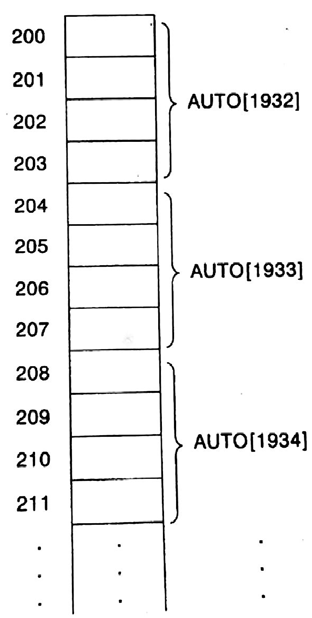 200
201
AUTO[1932]
202
203
204
205
AUTO[1933]
206
207
208
209
AUTO[1934]
210
211
. . .
. . .
. . .